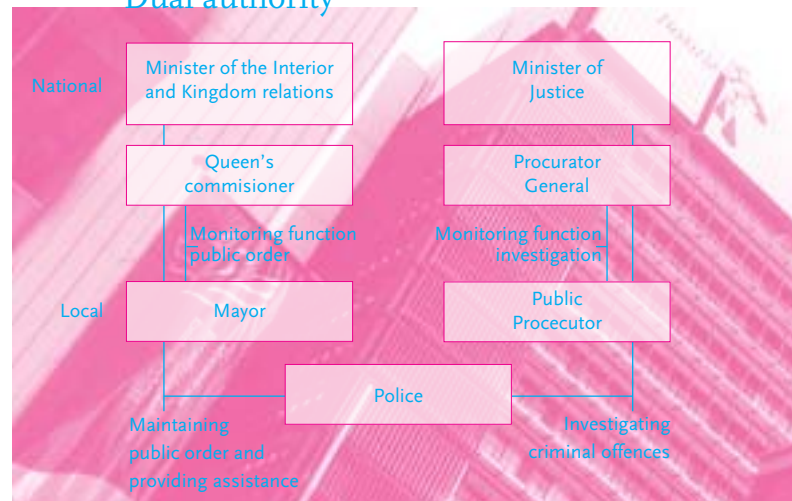 Dual authority
National
Minister of the Interior
and Kingdom relations
Minister of
Justice
Queen's
commisioner
Procurator
General
Monitoring function
public order
Monitoring function
investigation
Local
Mayor
Public
Procecutor
Police
Maintaining
public order and
providing assistance
Investigating
criminal offences